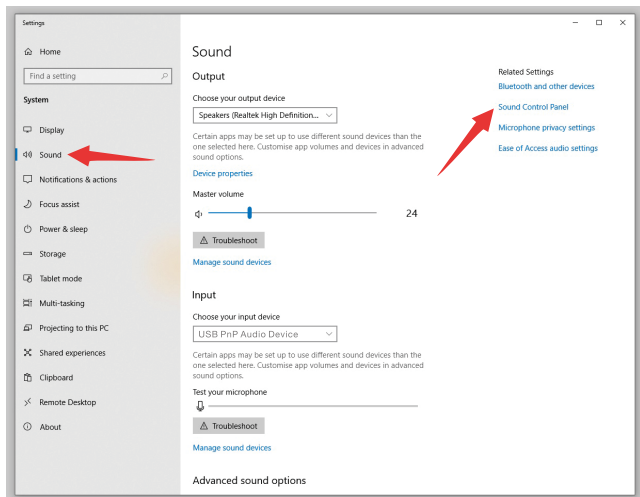 Settings
Home
Find a setting
System
Display
Sound
Notifications & actions
Focus assist
Power & sleep
Storage
Tablet mode
Multi-tasking
Projecting to this PC
Shared experiences
Clipboard
Remote Desktop
About
Sound
Output
Choose your output device
Speakers (Realtek High Definition...
Certain apps may be set up to use different sound devices than the
one selected here. Customise app volumes and devices in advanced
sound options.
Device properties
Master volume
24
Troubleshoot
Manage sound devices
Input
Choose your input device
USB PnP Audio Device
Certain apps may be set up to use different sound devices than the
one selected here. Customise app volumes and devices in advanced
sound options.
Test your microphone
Troubleshoot
Manage sound devices
Advanced sound options
Related Settings
Bluetooth and other devices
Sound Control Panel
Microphone privacy settings
Ease of Access audio settings